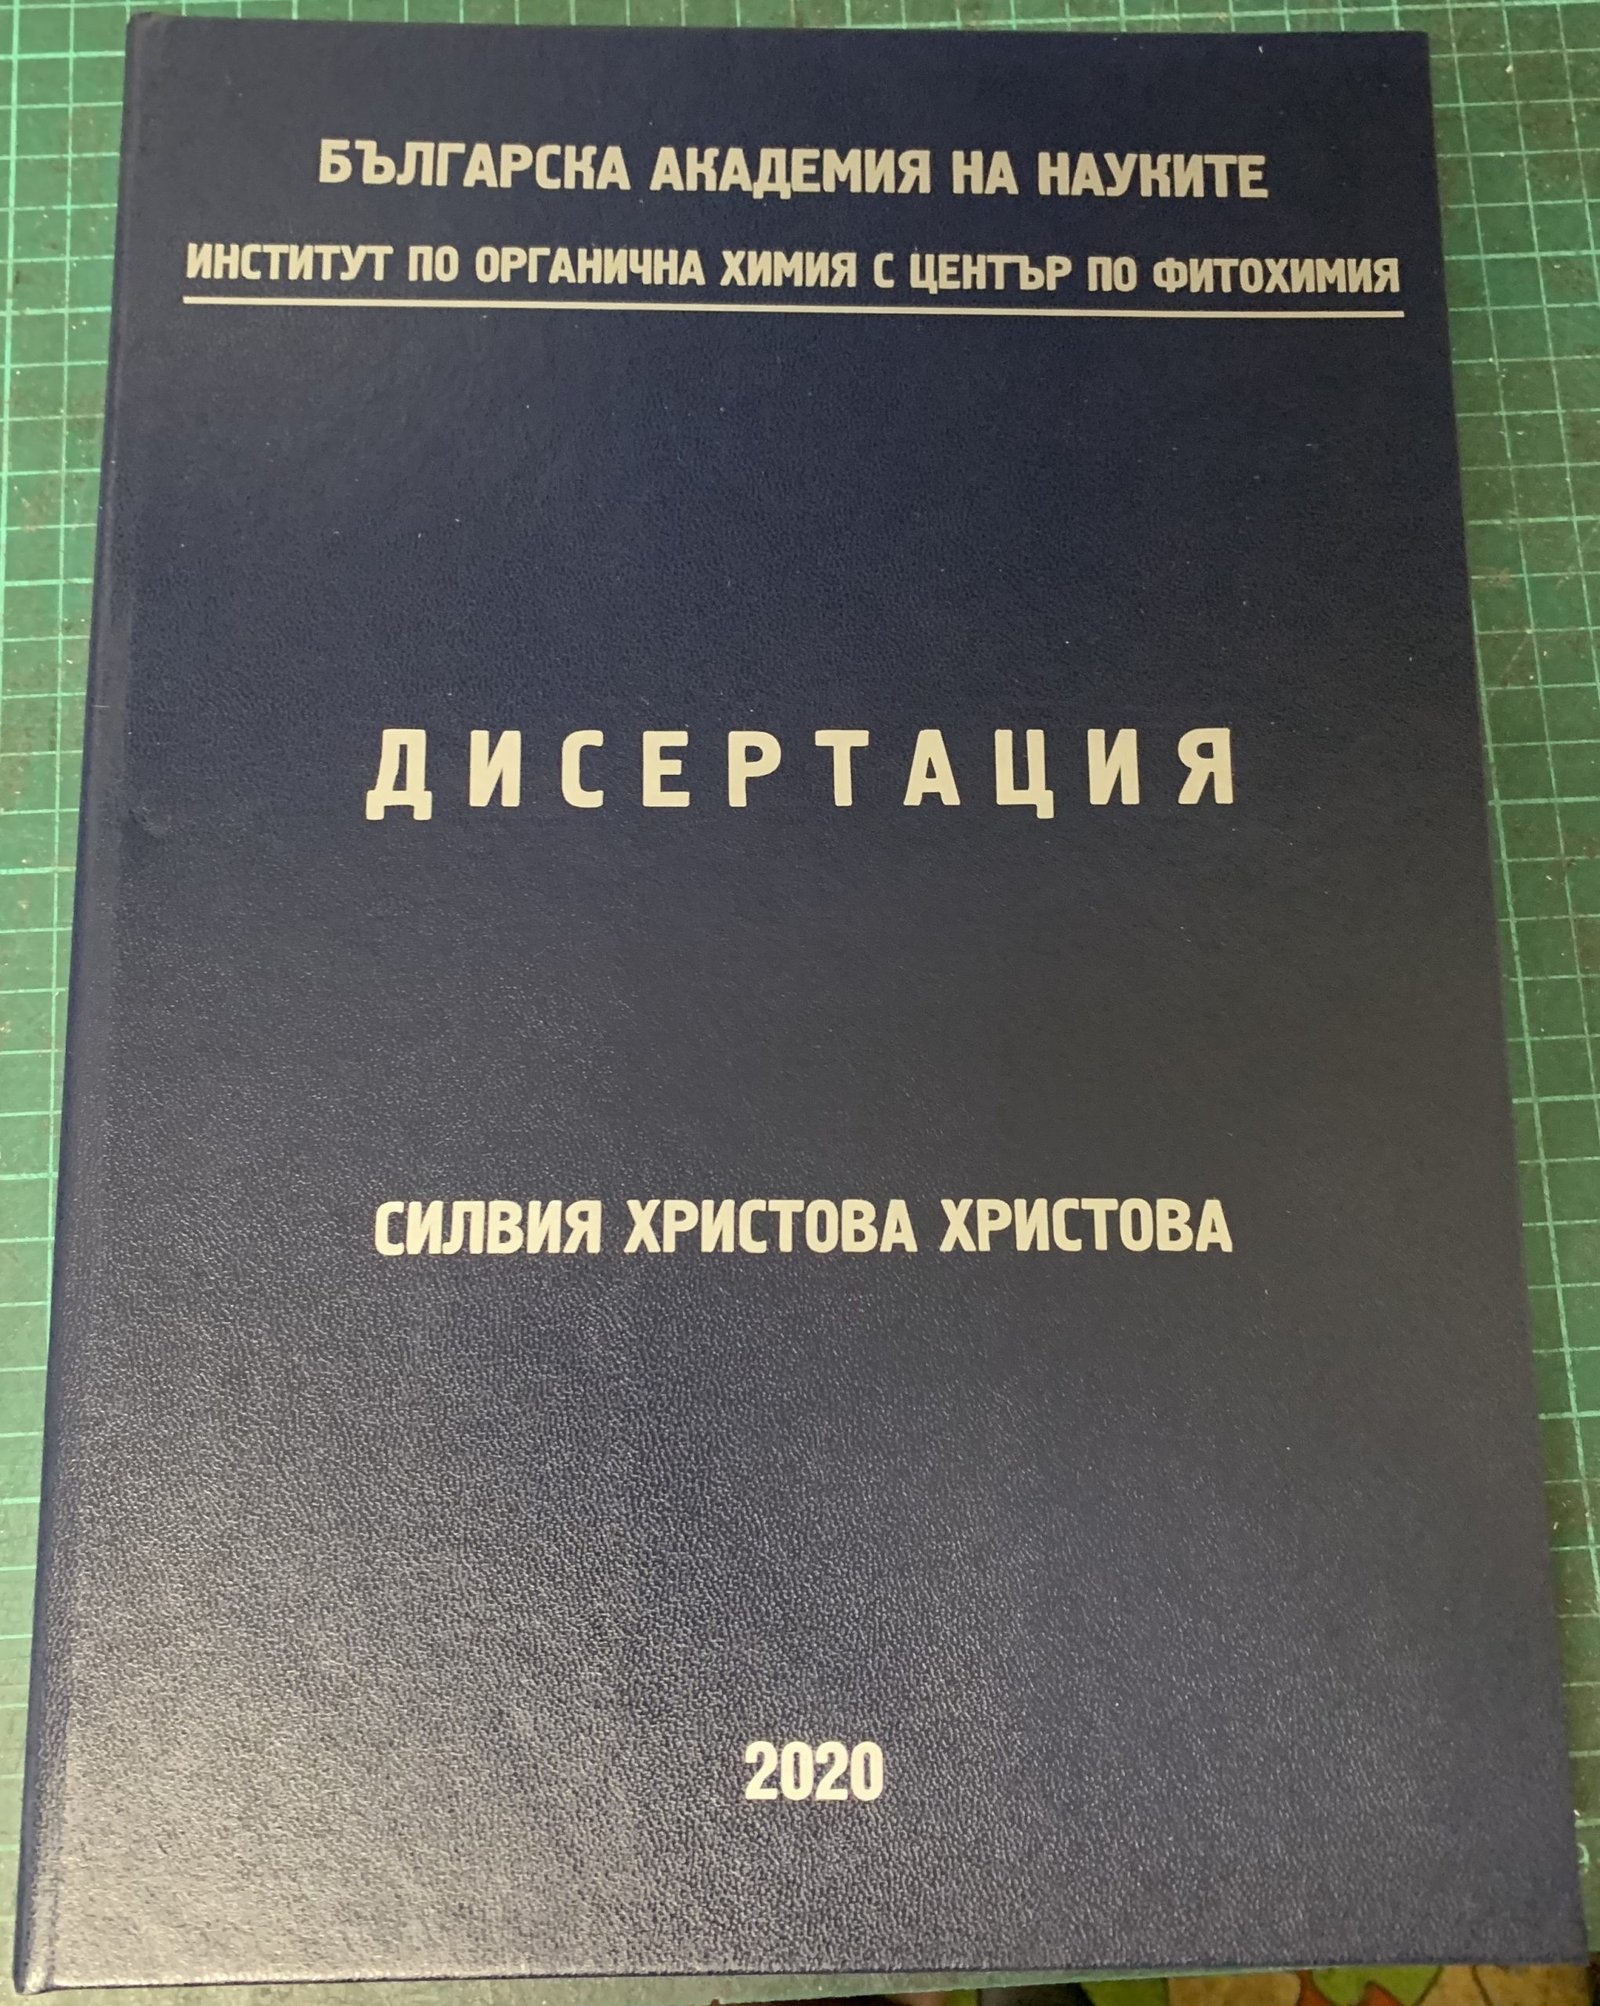 БЪЛГАРСКА АКАДЕМИЯ НА НАУКИТЕ
ИНСТИТУТ ПО ОРГАНИЧНА ХИМИЯ С ЦЕНТЪР ПО ФИТОХИМИЯ
ДИСЕРТАЦИЯ
СИЛВИЯ ХРИСТОВА ХРИСТОВА
2020